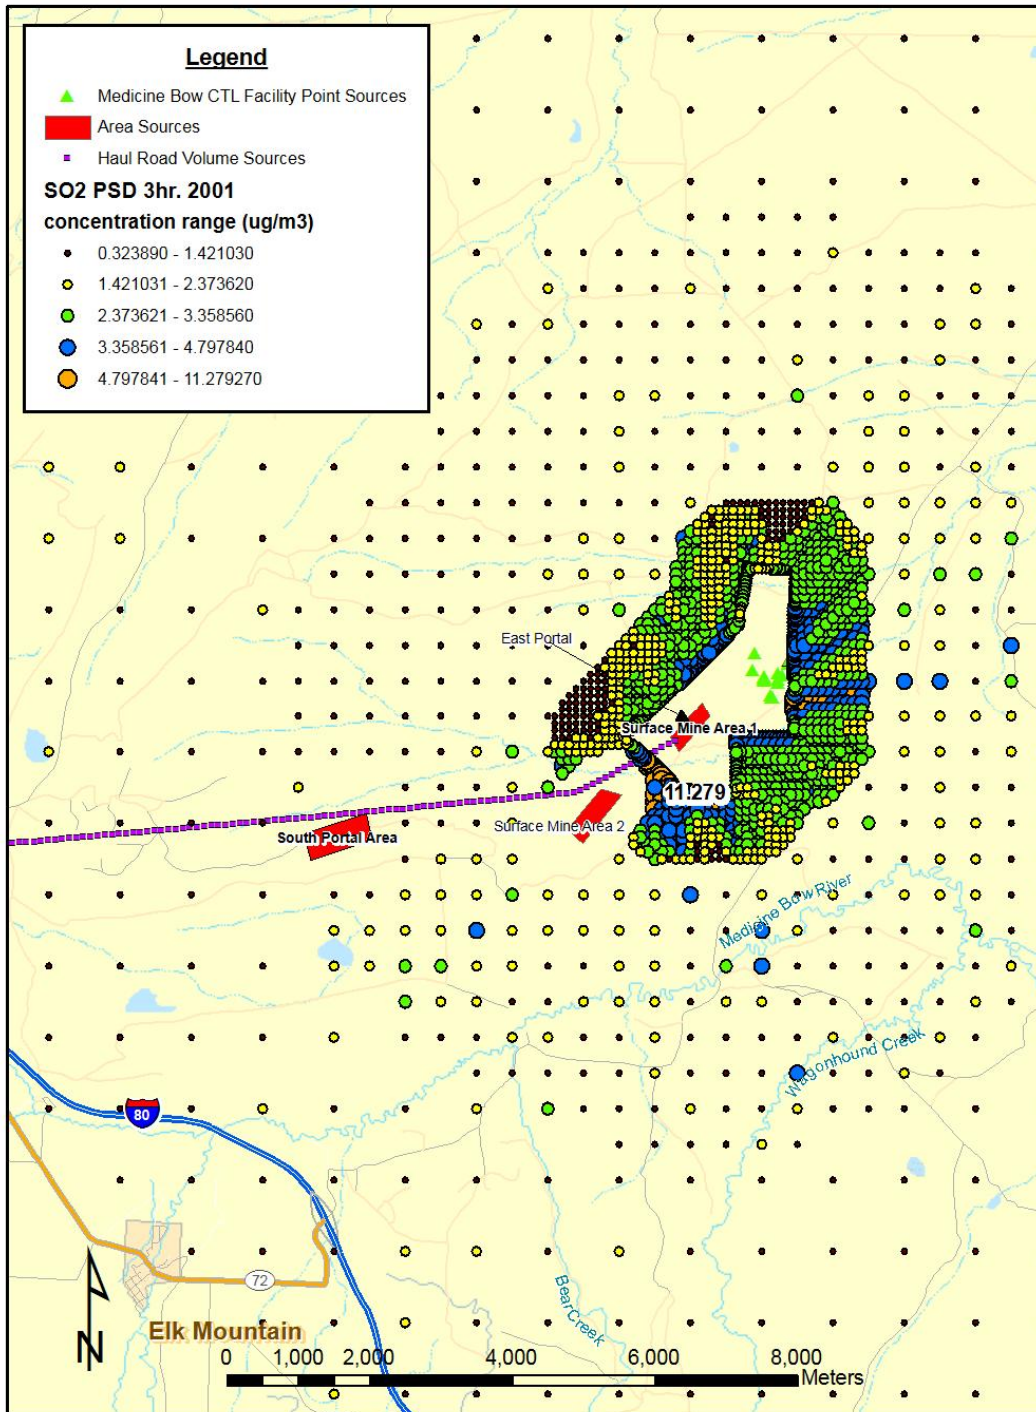 Legend
Medicine Bow CTL Facility Point Sources
Area Sources
Haul Road Volume Sources
SO2 PSD 3hr. 2001
concentration range (ug/m3)
0.323890 - 1.421030
1.421031 - 2.373620
2.373621 - 3.358560
3.358561 - 4.797840
4.797841 - 11.279270
East Portal
Surface Mine Area 1
11.279
Surface Mine Area 2
South Portal Area
Medicine Bow River
Wagonhound Creek
80
Bear Creek
72
Elk Mountain
N
0 1,000 2,000 4,000 6,000 8,000
Meters